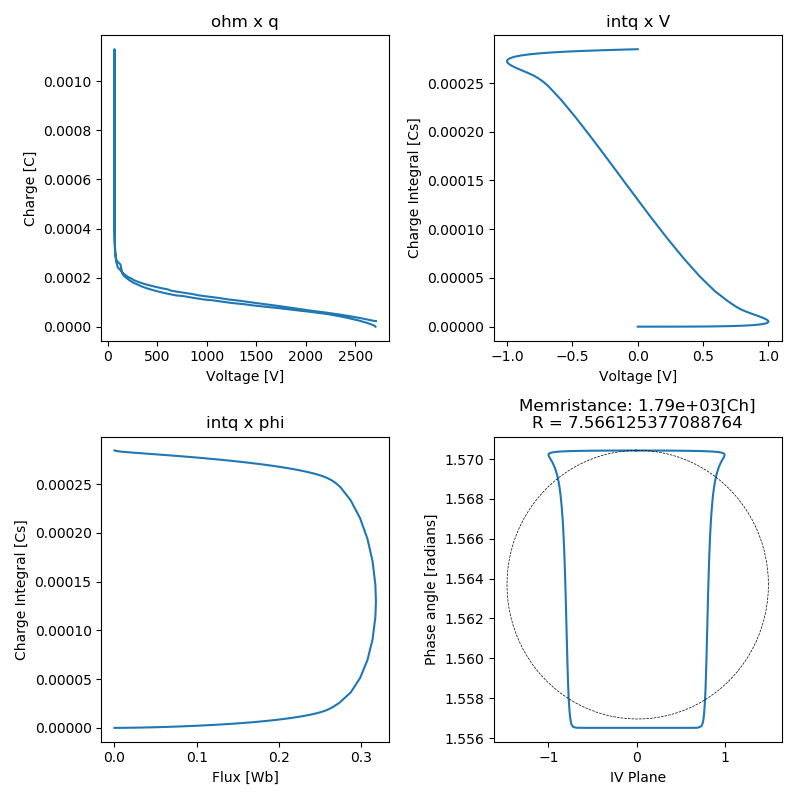 ohm x q
Charge [C]
0.0010
0.0008
0.0006
0.0004
0.0002
0.0000
0 500 1000 1500 2000 2500
Voltage [V]
intq x V
Charge Integral [Cs]
0.00025
0.00020
0.00015
0.00010
0.00005
0.00000
−1.0 −0.5 0.0 0.5 1.0
Voltage [V]
intq x phi
Charge Integral [Cs]
0.00025
0.00020
0.00015
0.00010
0.00005
0.00000
0.0 0.1 0.2 0.3
Flux [Wb]
Memristance: 1.79e+03[Ch]
R = 7.566125377088764
Phase angle [radians]
1.570
1.568
1.566
1.564
1.562
1.560
1.558
1.556
−1 0 1
IV Plane